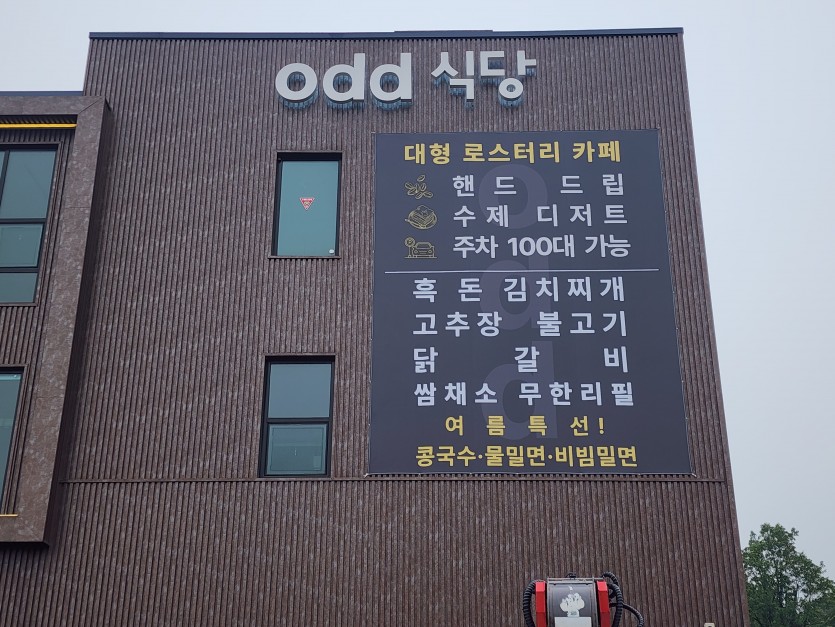 odd 식당
대형 로스터리 카페
핸드 드립
수제 디저트
주차 100대 가능
흑돈 김치찌개
고추장 불고기
닭갈비
쌈채소 무한리필
여름특선!
콩국수·물밀면·비빔밀면
odd